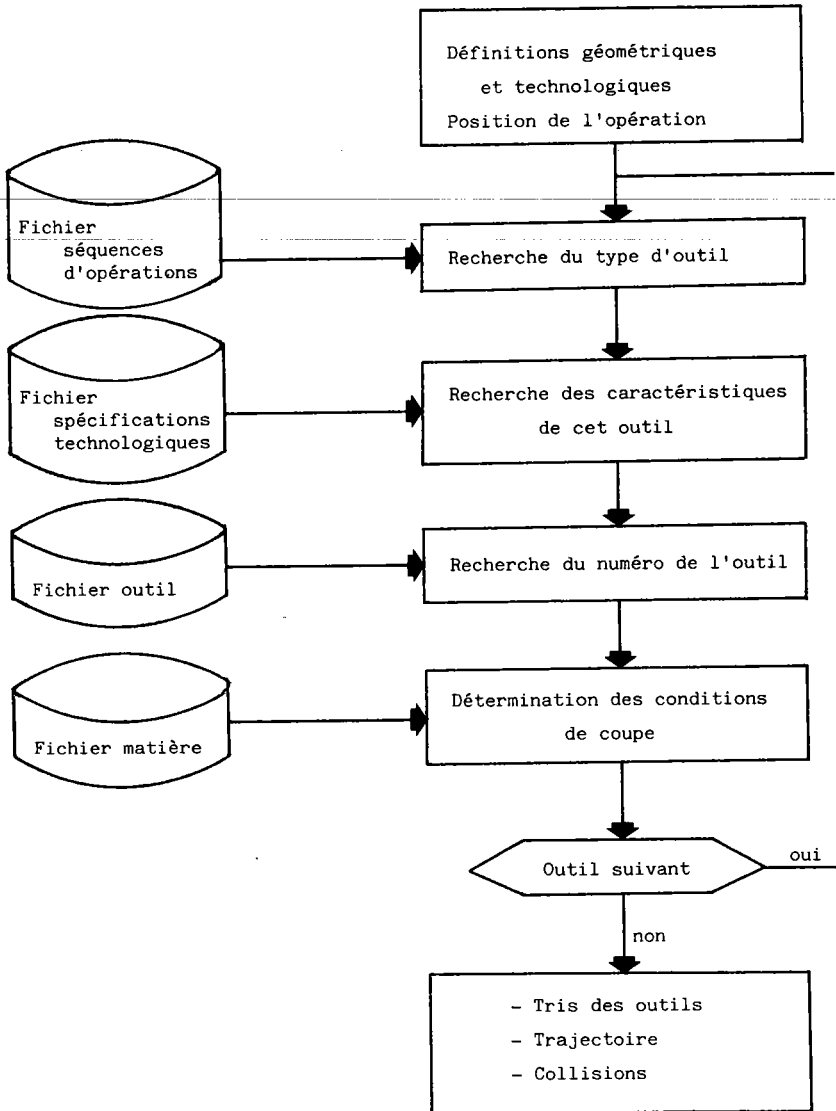 Définitions géométriques
et technologiques
Position de l'opération
Fichier
séquences
d'opérations
Recherche du type d'outil
Fichier
spécifications
technologiques
Recherche des caractéristiques
de cet outil
Fichier outil
Recherche du numéro de l'outil
Fichier matière
Détermination des conditions
de coupe
Outil suivant
oui
non
- Tris des outils
- Trajectoire
- Collisions